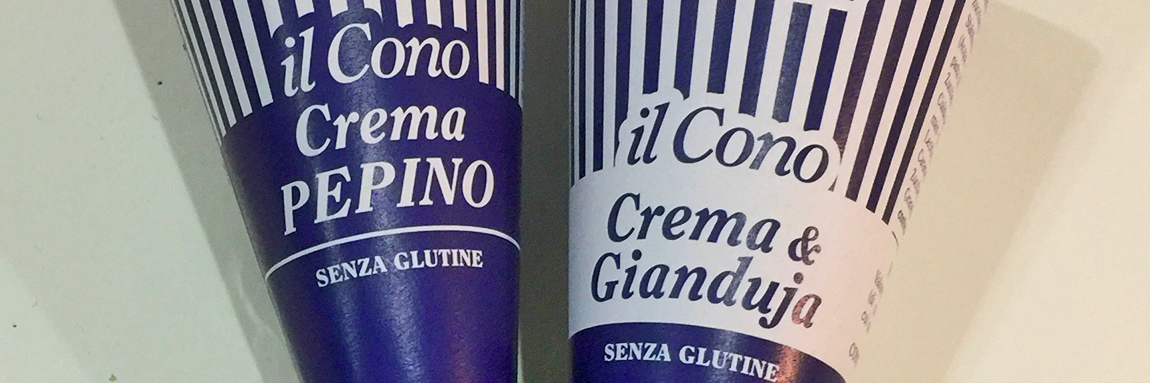 il Cono
Crema
PEPINO
SENZA GLUTINE
il Cono
Crema &
Gianduja
SENZA GLUTINE